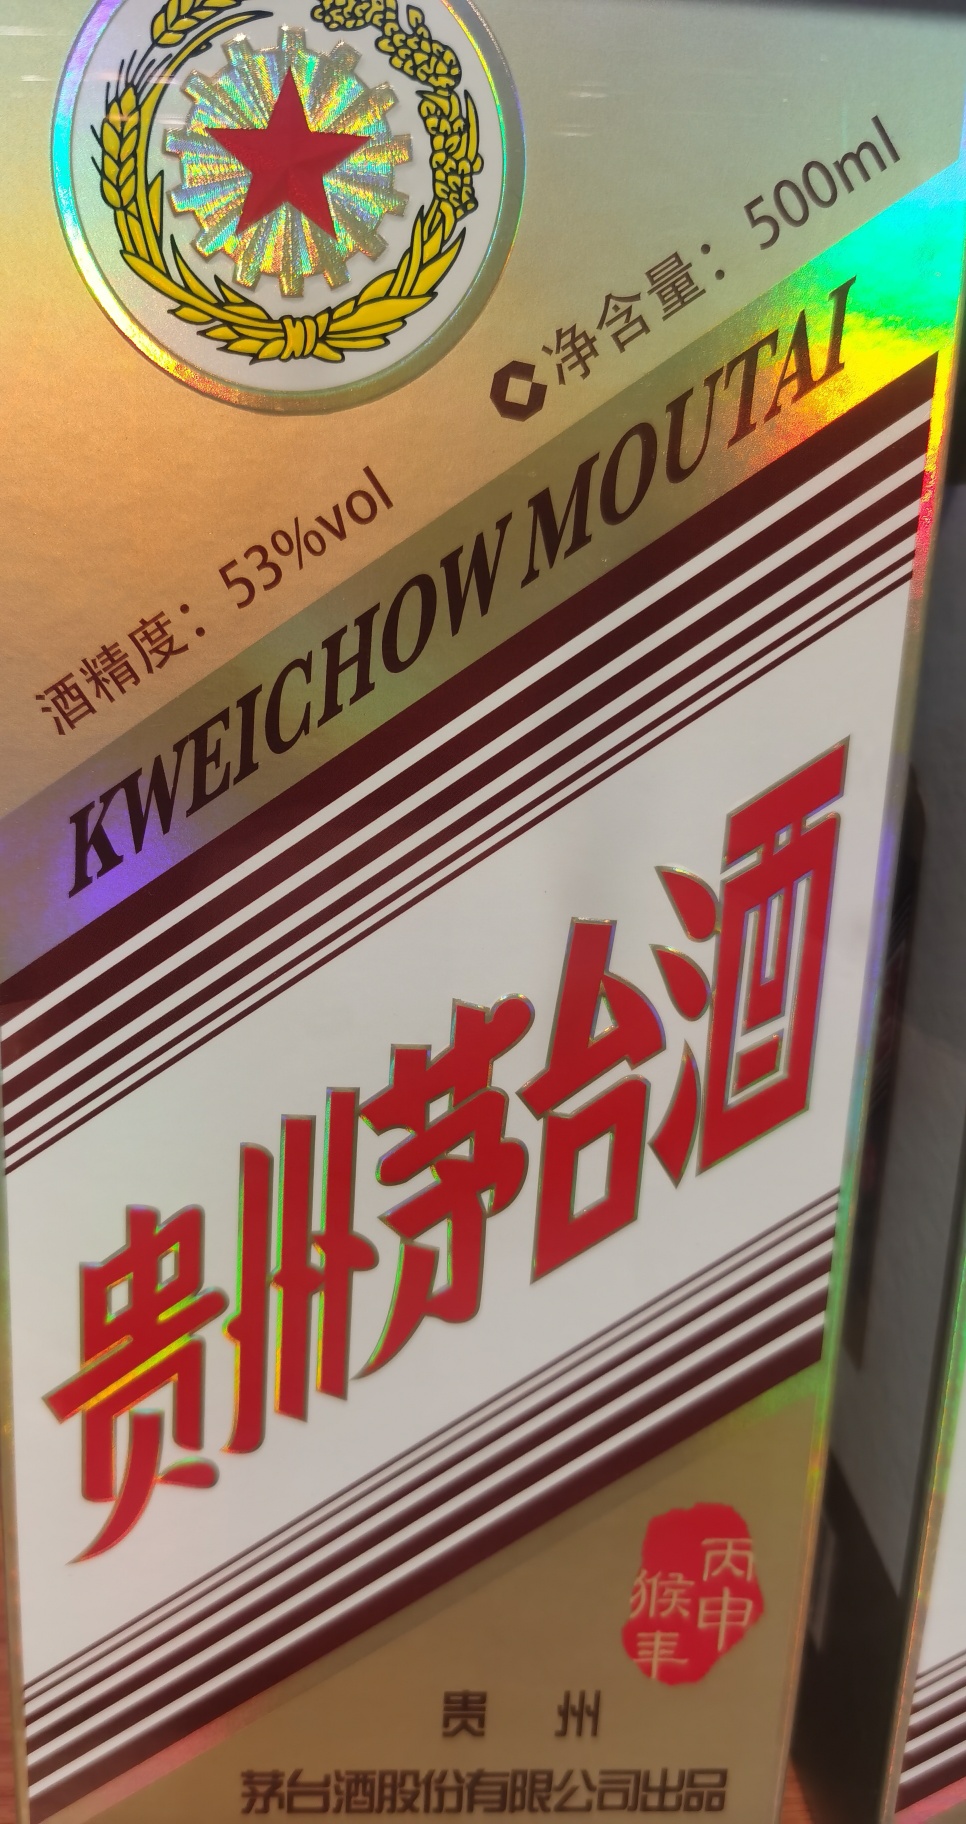 净含量：500ml
酒精度：53%vol
KWEICHOW MOUTAI
贵州茅台酒
丙申
猴年
贵 州
茅台酒股份有限公司出品